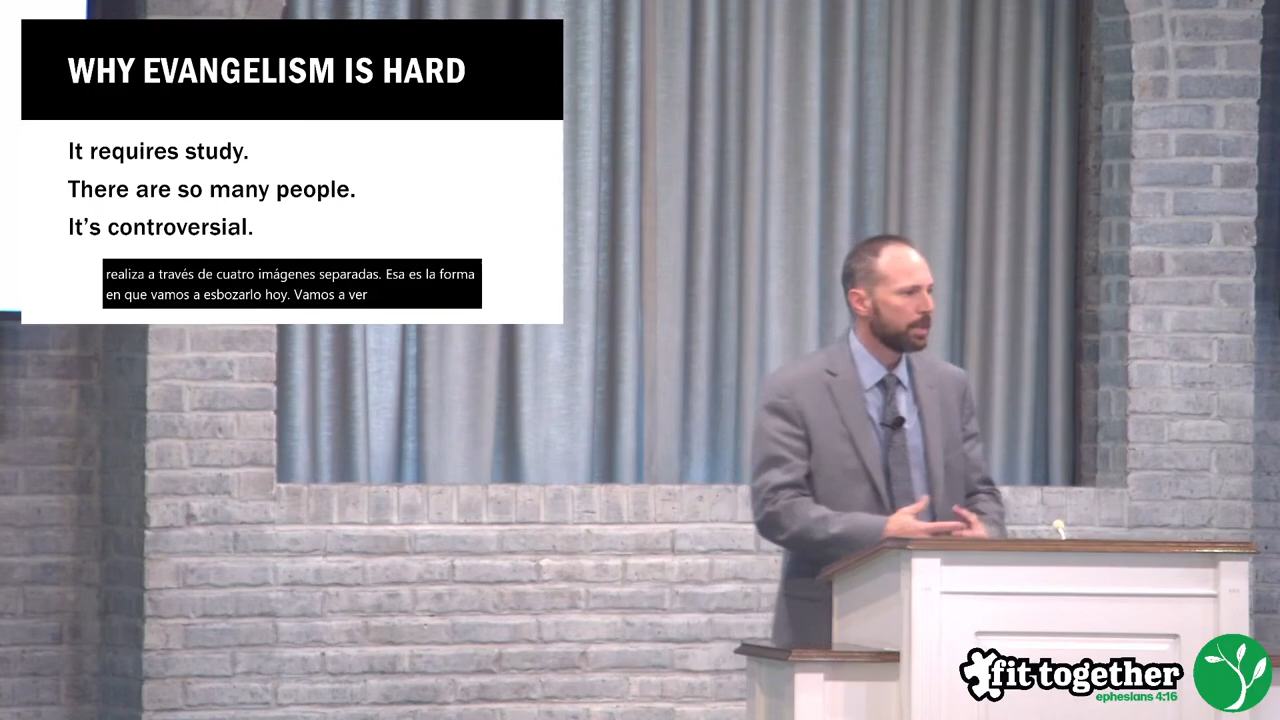 WHY EVANGELISM IS HARD
It requires study.
There are so many people.
It's controversial.
realiza a través de cuatro imágenes separadas. Esa es la forma
en que vamos a esbozarlo hoy. Vamos a ver
fit together
ephesians 4:16